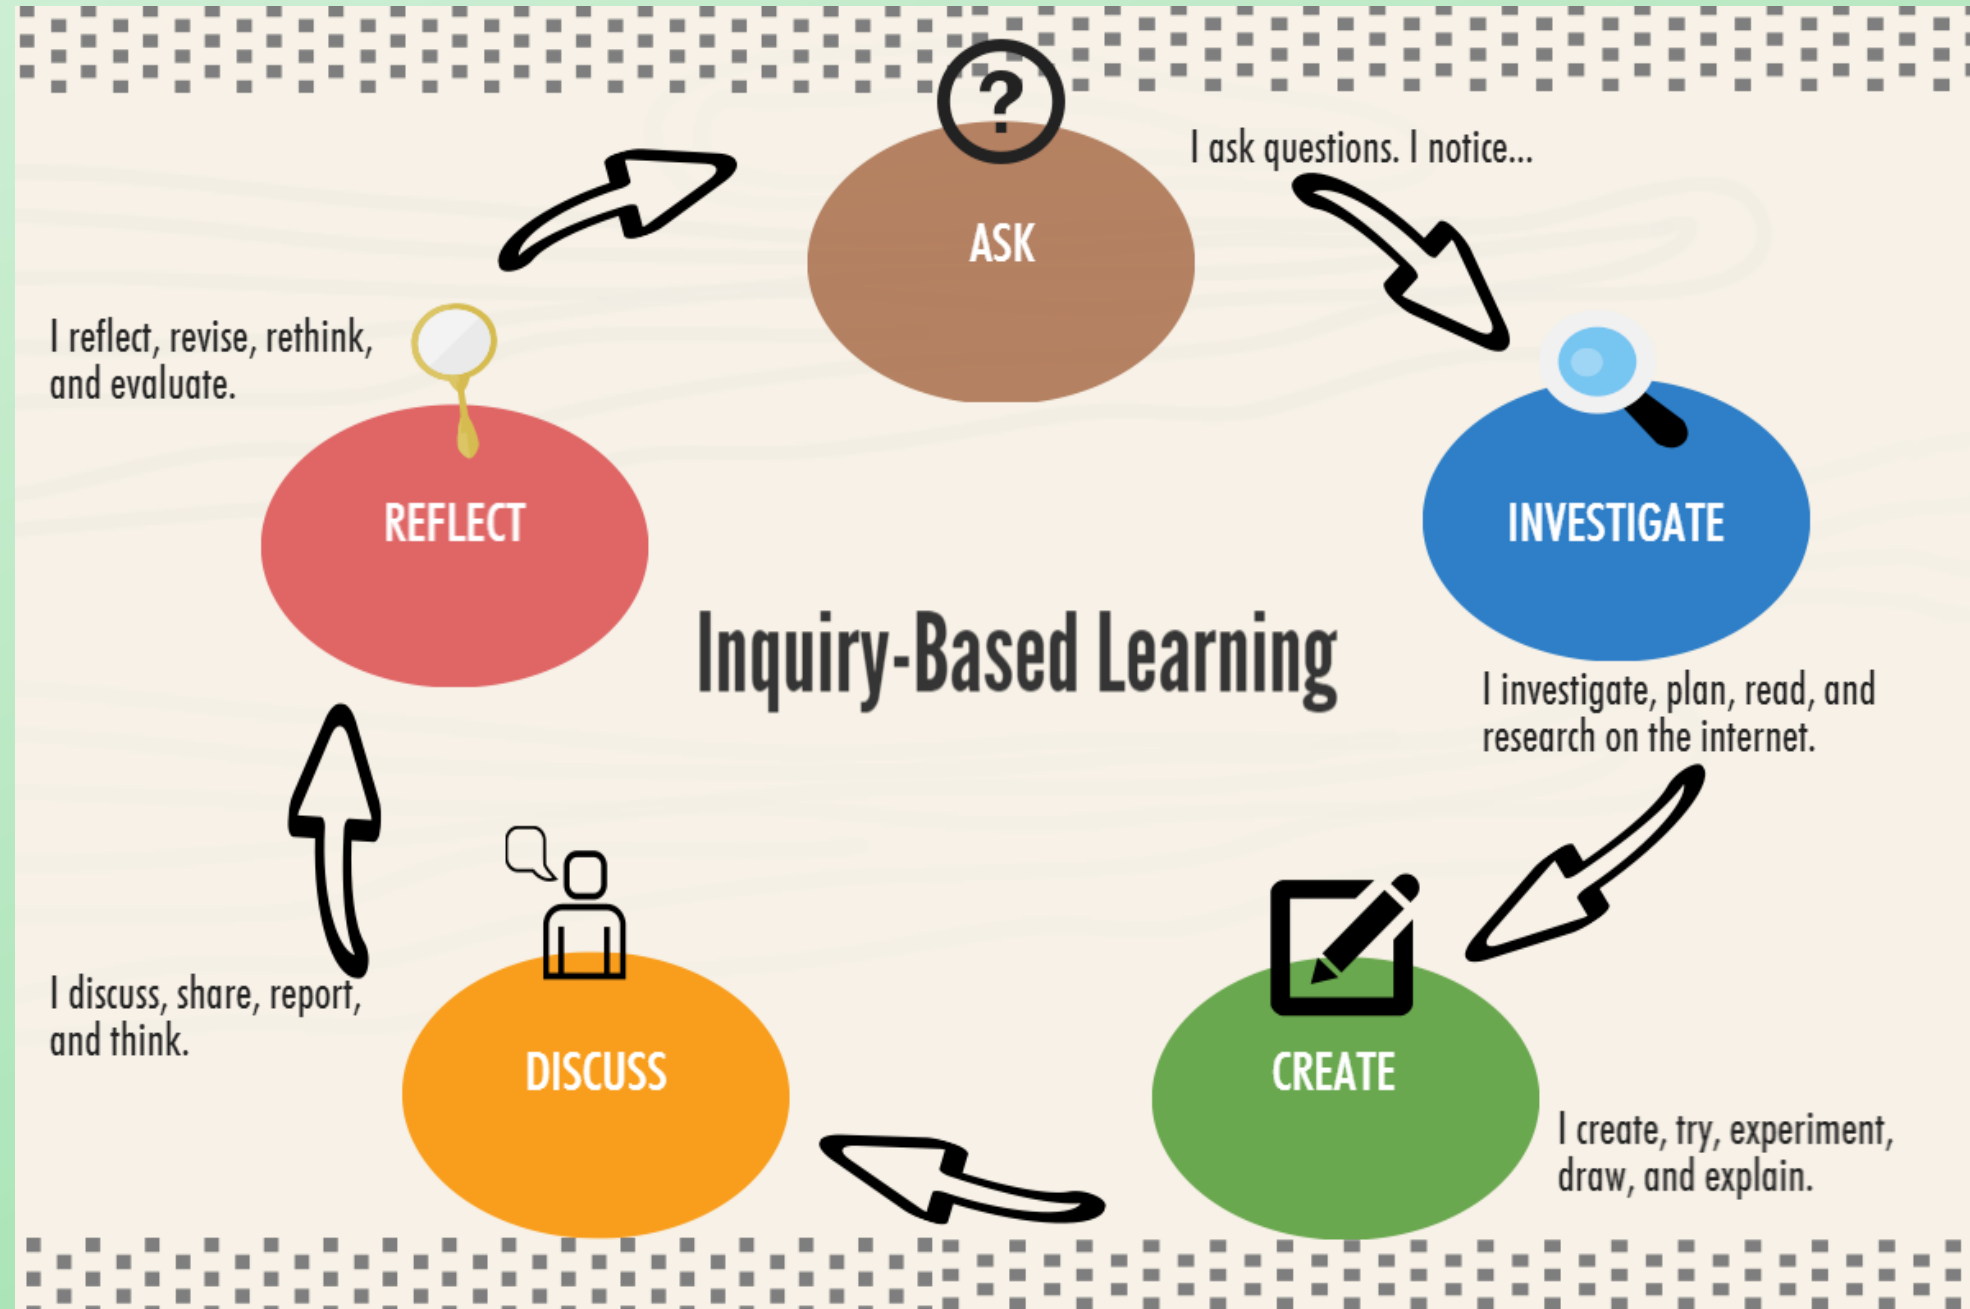 ?
ASK
I ask questions. I notice...
INVESTIGATE
I investigate, plan, read, and
research on the internet.
CREATE
I create, try, experiment,
draw, and explain.
DISCUSS
I discuss, share, report,
and think.
REFLECT
I reflect, revise, rethink,
and evaluate.
Inquiry-Based Learning